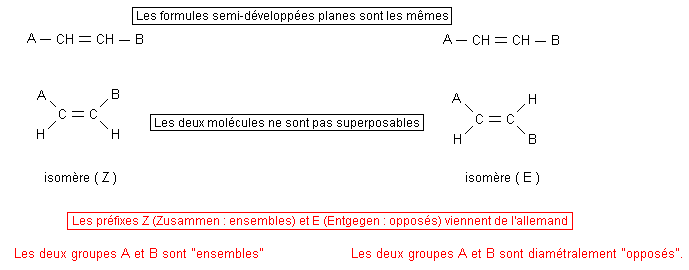 Les formules semi-développées planes sont les mêmes
A — CH = CH — B
A — CH = CH — B
A B
C = C
H H
A H
C = C
H B
Les deux molécules ne sont pas superposables
isomère ( Z )
isomère ( E )
Les préfixes Z (Zusammen : ensembles) et E (Entgegen : opposés) viennent de l'allemand
Les deux groupes A et B sont "ensembles"
Les deux groupes A et B sont diamétralement "opposés".